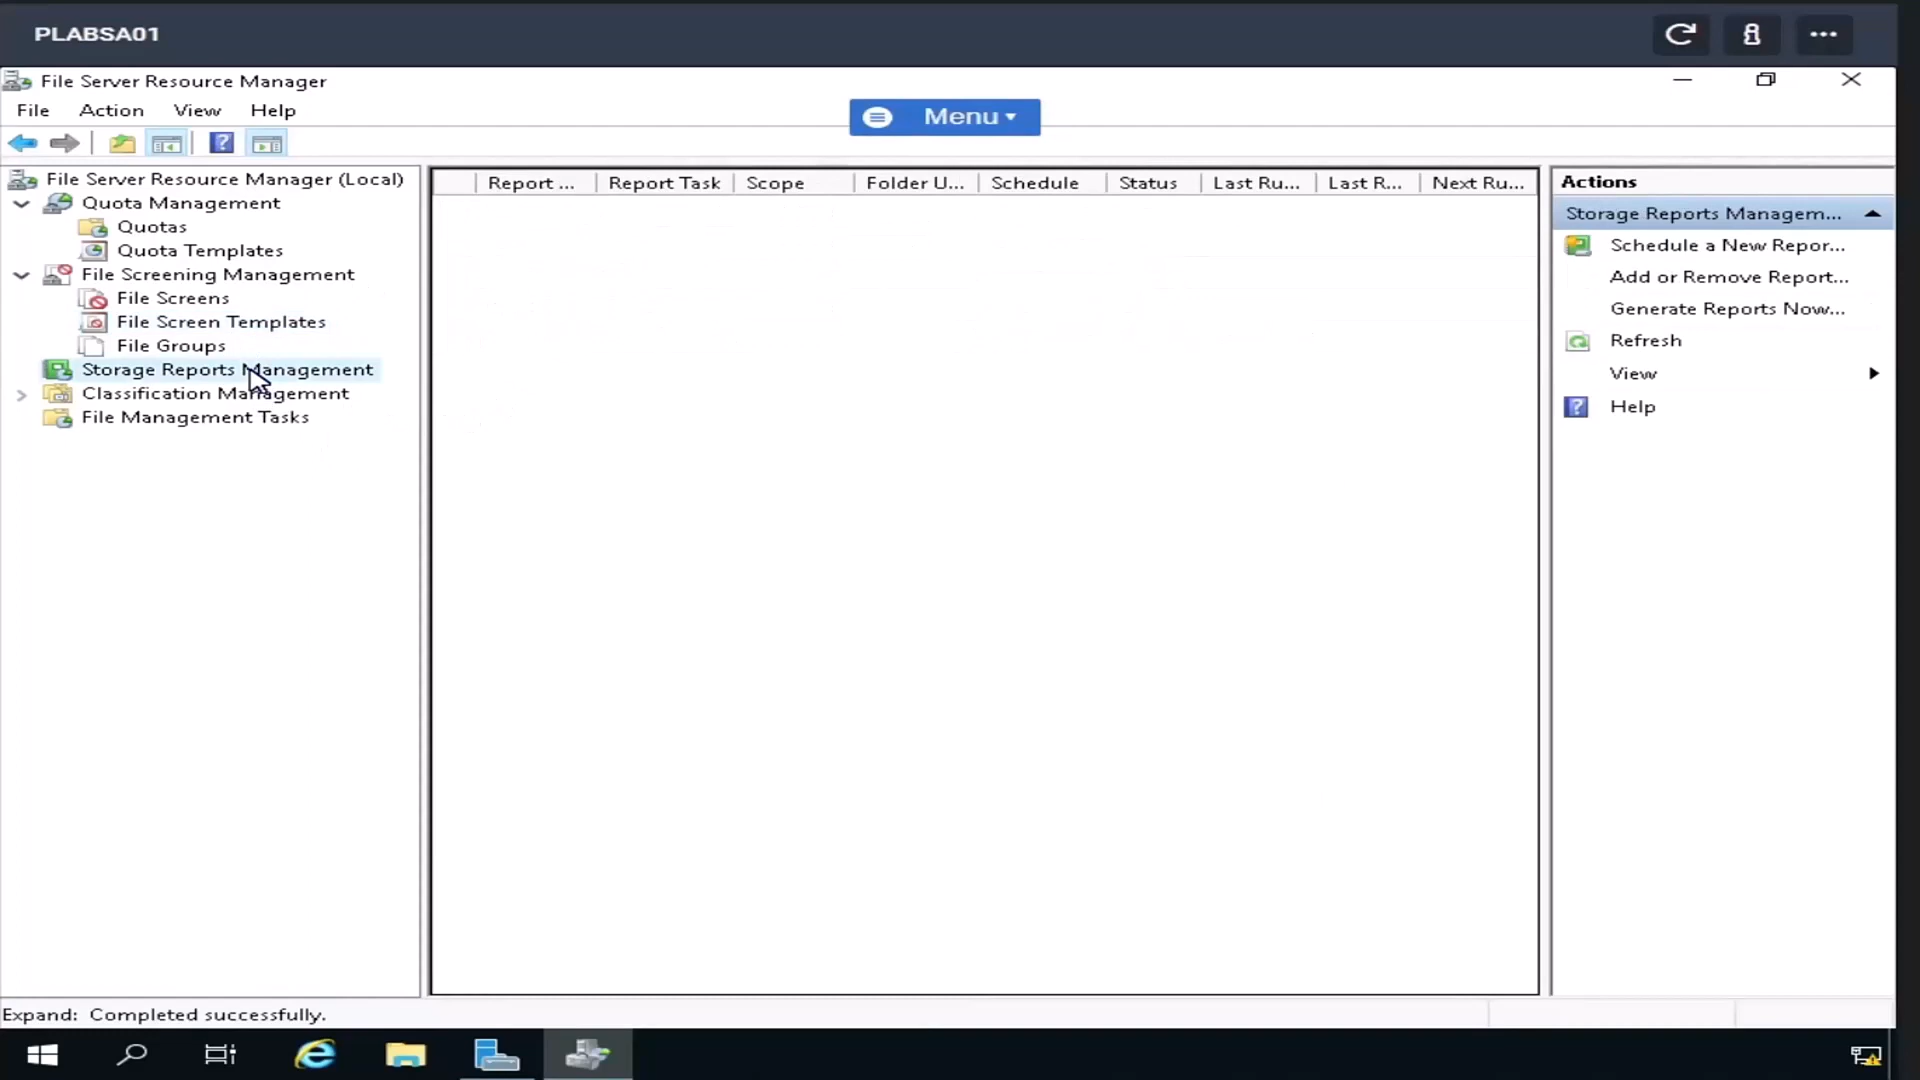 PLABSA01
File Server Resource Manager
File Action View Help
Menu
File Server Resource Manager (Local)
Quota Management
Quotas
Quota Templates
File Screening Management
File Screens
File Screen Templates
File Groups
Storage Reports Management
Classification Management
File Management Tasks
Report ... Report Task Scope Folder U... Schedule Status Last Ru... Last R... Next Ru...
Actions
Storage Reports Managem...
Schedule a New Repor...
Add or Remove Report...
Generate Reports Now...
Refresh
View
Help
Expand: Completed successfully.